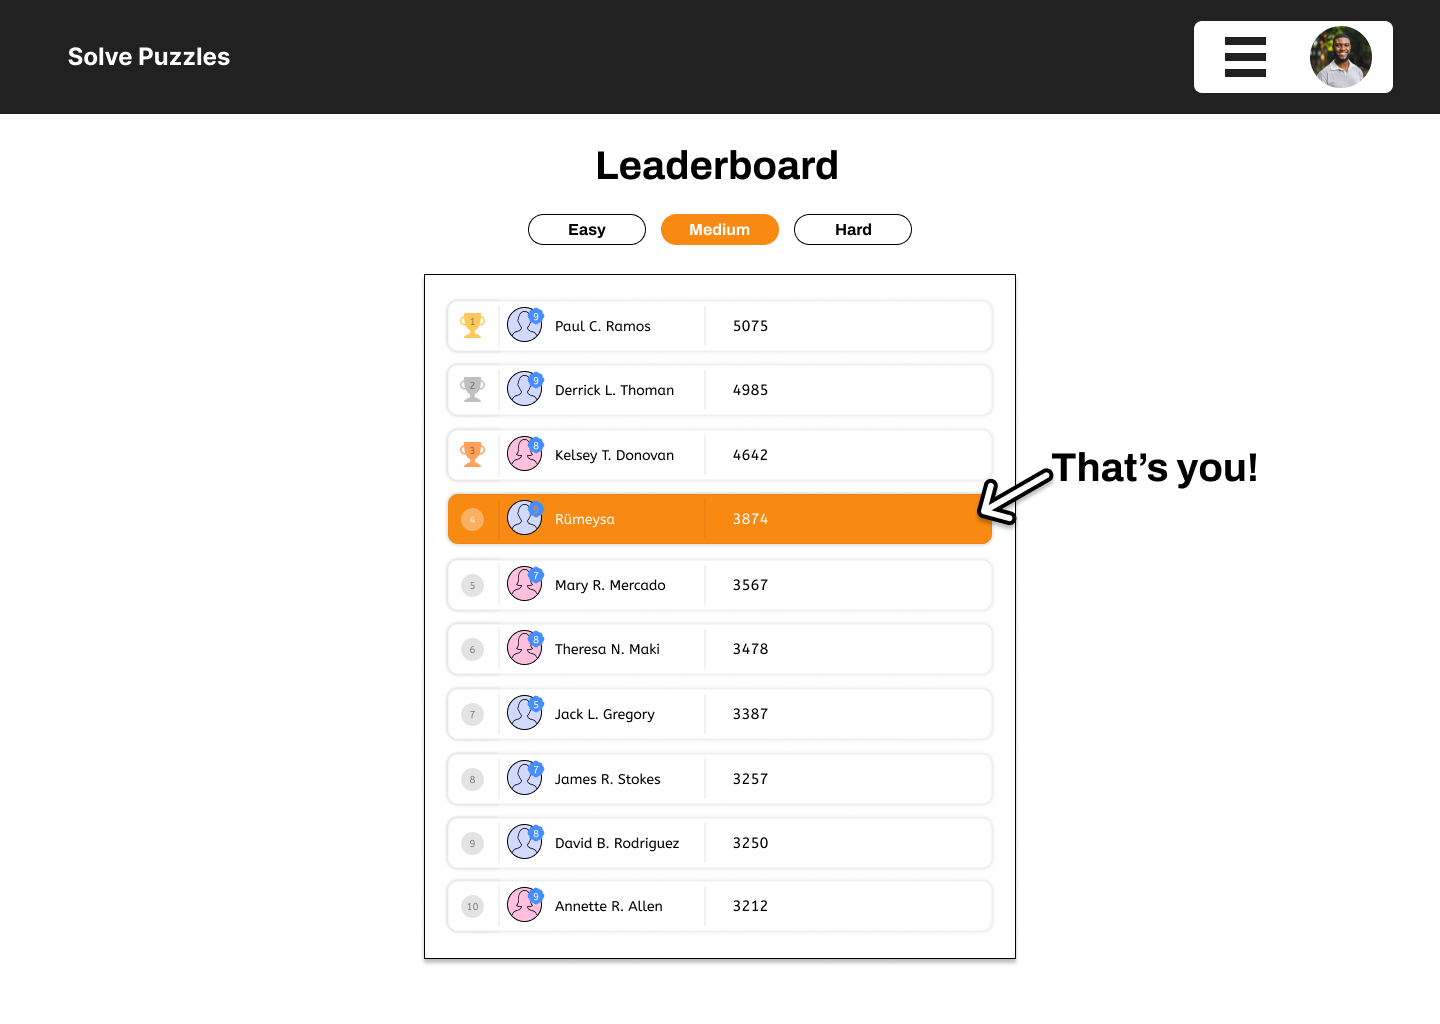 Solve Puzzles
Leaderboard
Easy Medium Hard
1 9 Paul C. Ramos 5075
2 9 Derrick L. Thoman 4985
3 8 Kelsey T. Donovan 4642
That's you!
4 Rümeysa 3874
5 7 Mary R. Mercado 3567
6 8 Theresa N. Maki 3478
7 5 Jack L. Gregory 3387
8 7 James R. Stokes 3257
9 8 David B. Rodriguez 3250
10 9 Annette R. Allen 3212